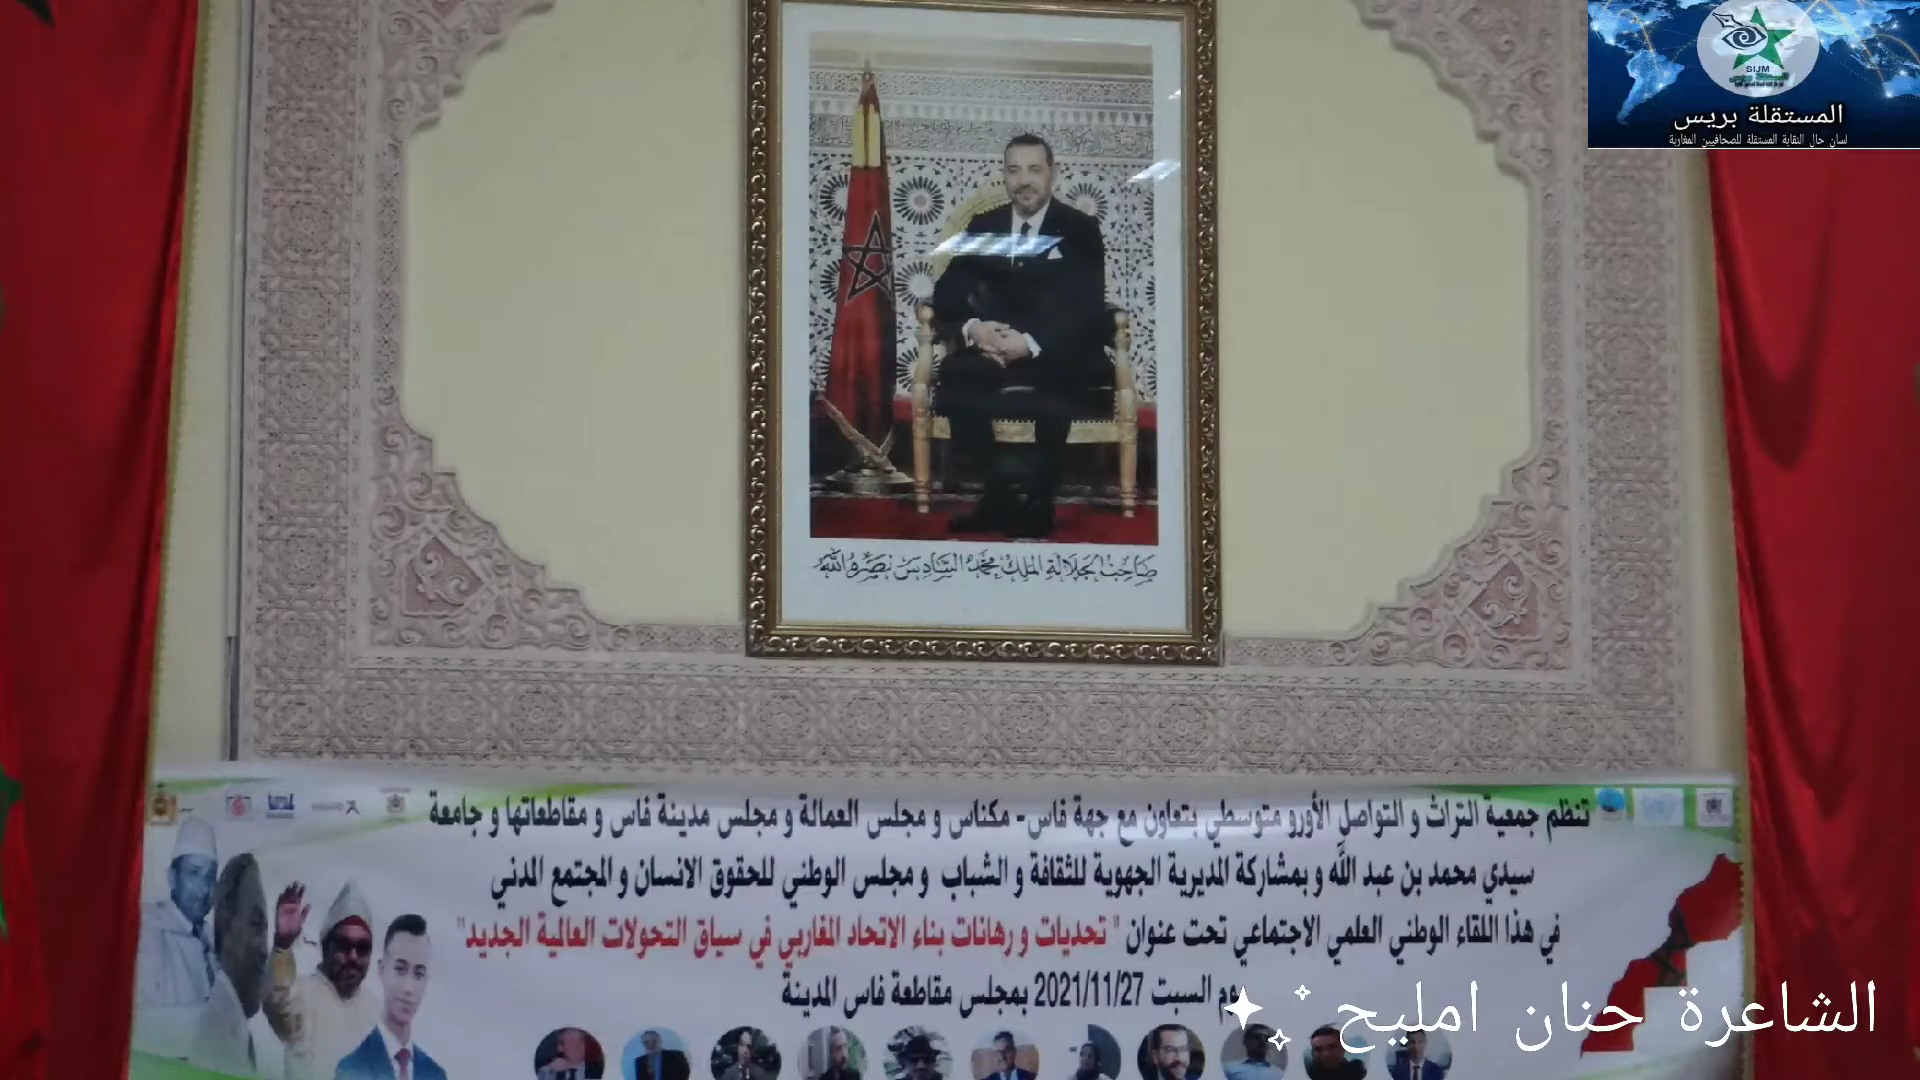 SIJM
المستقلة بريس
لسان حال النقابة المستقلة للصحافيين المغاربة
صاحب الجلالة الملك محمد السادس نصره الله
تنظم جمعية التراث و التواصل الأورو متوسطي بتعاون مع جهة فاس- مكناس و مجلس العمالة و مجلس مدينة فاس و مقاطعاتها و جامعة
سيدي محمد بن عبد الله و بمشاركة المديرية الجهوية للثقافة و الشباب و مجلس الوطني للحقوق الانسان و المجتمع المدني
في هذا اللقاء الوطني العلمي الاجتماعي تحت عنوان " تحديات و رهانات بناء الاتحاد المغاربي في سياق التحولات العالية الجديد"
يوم السبت 2021/11/27 بمجلس مقاطعة فاس المدينة
الشاعرة حنان امليح